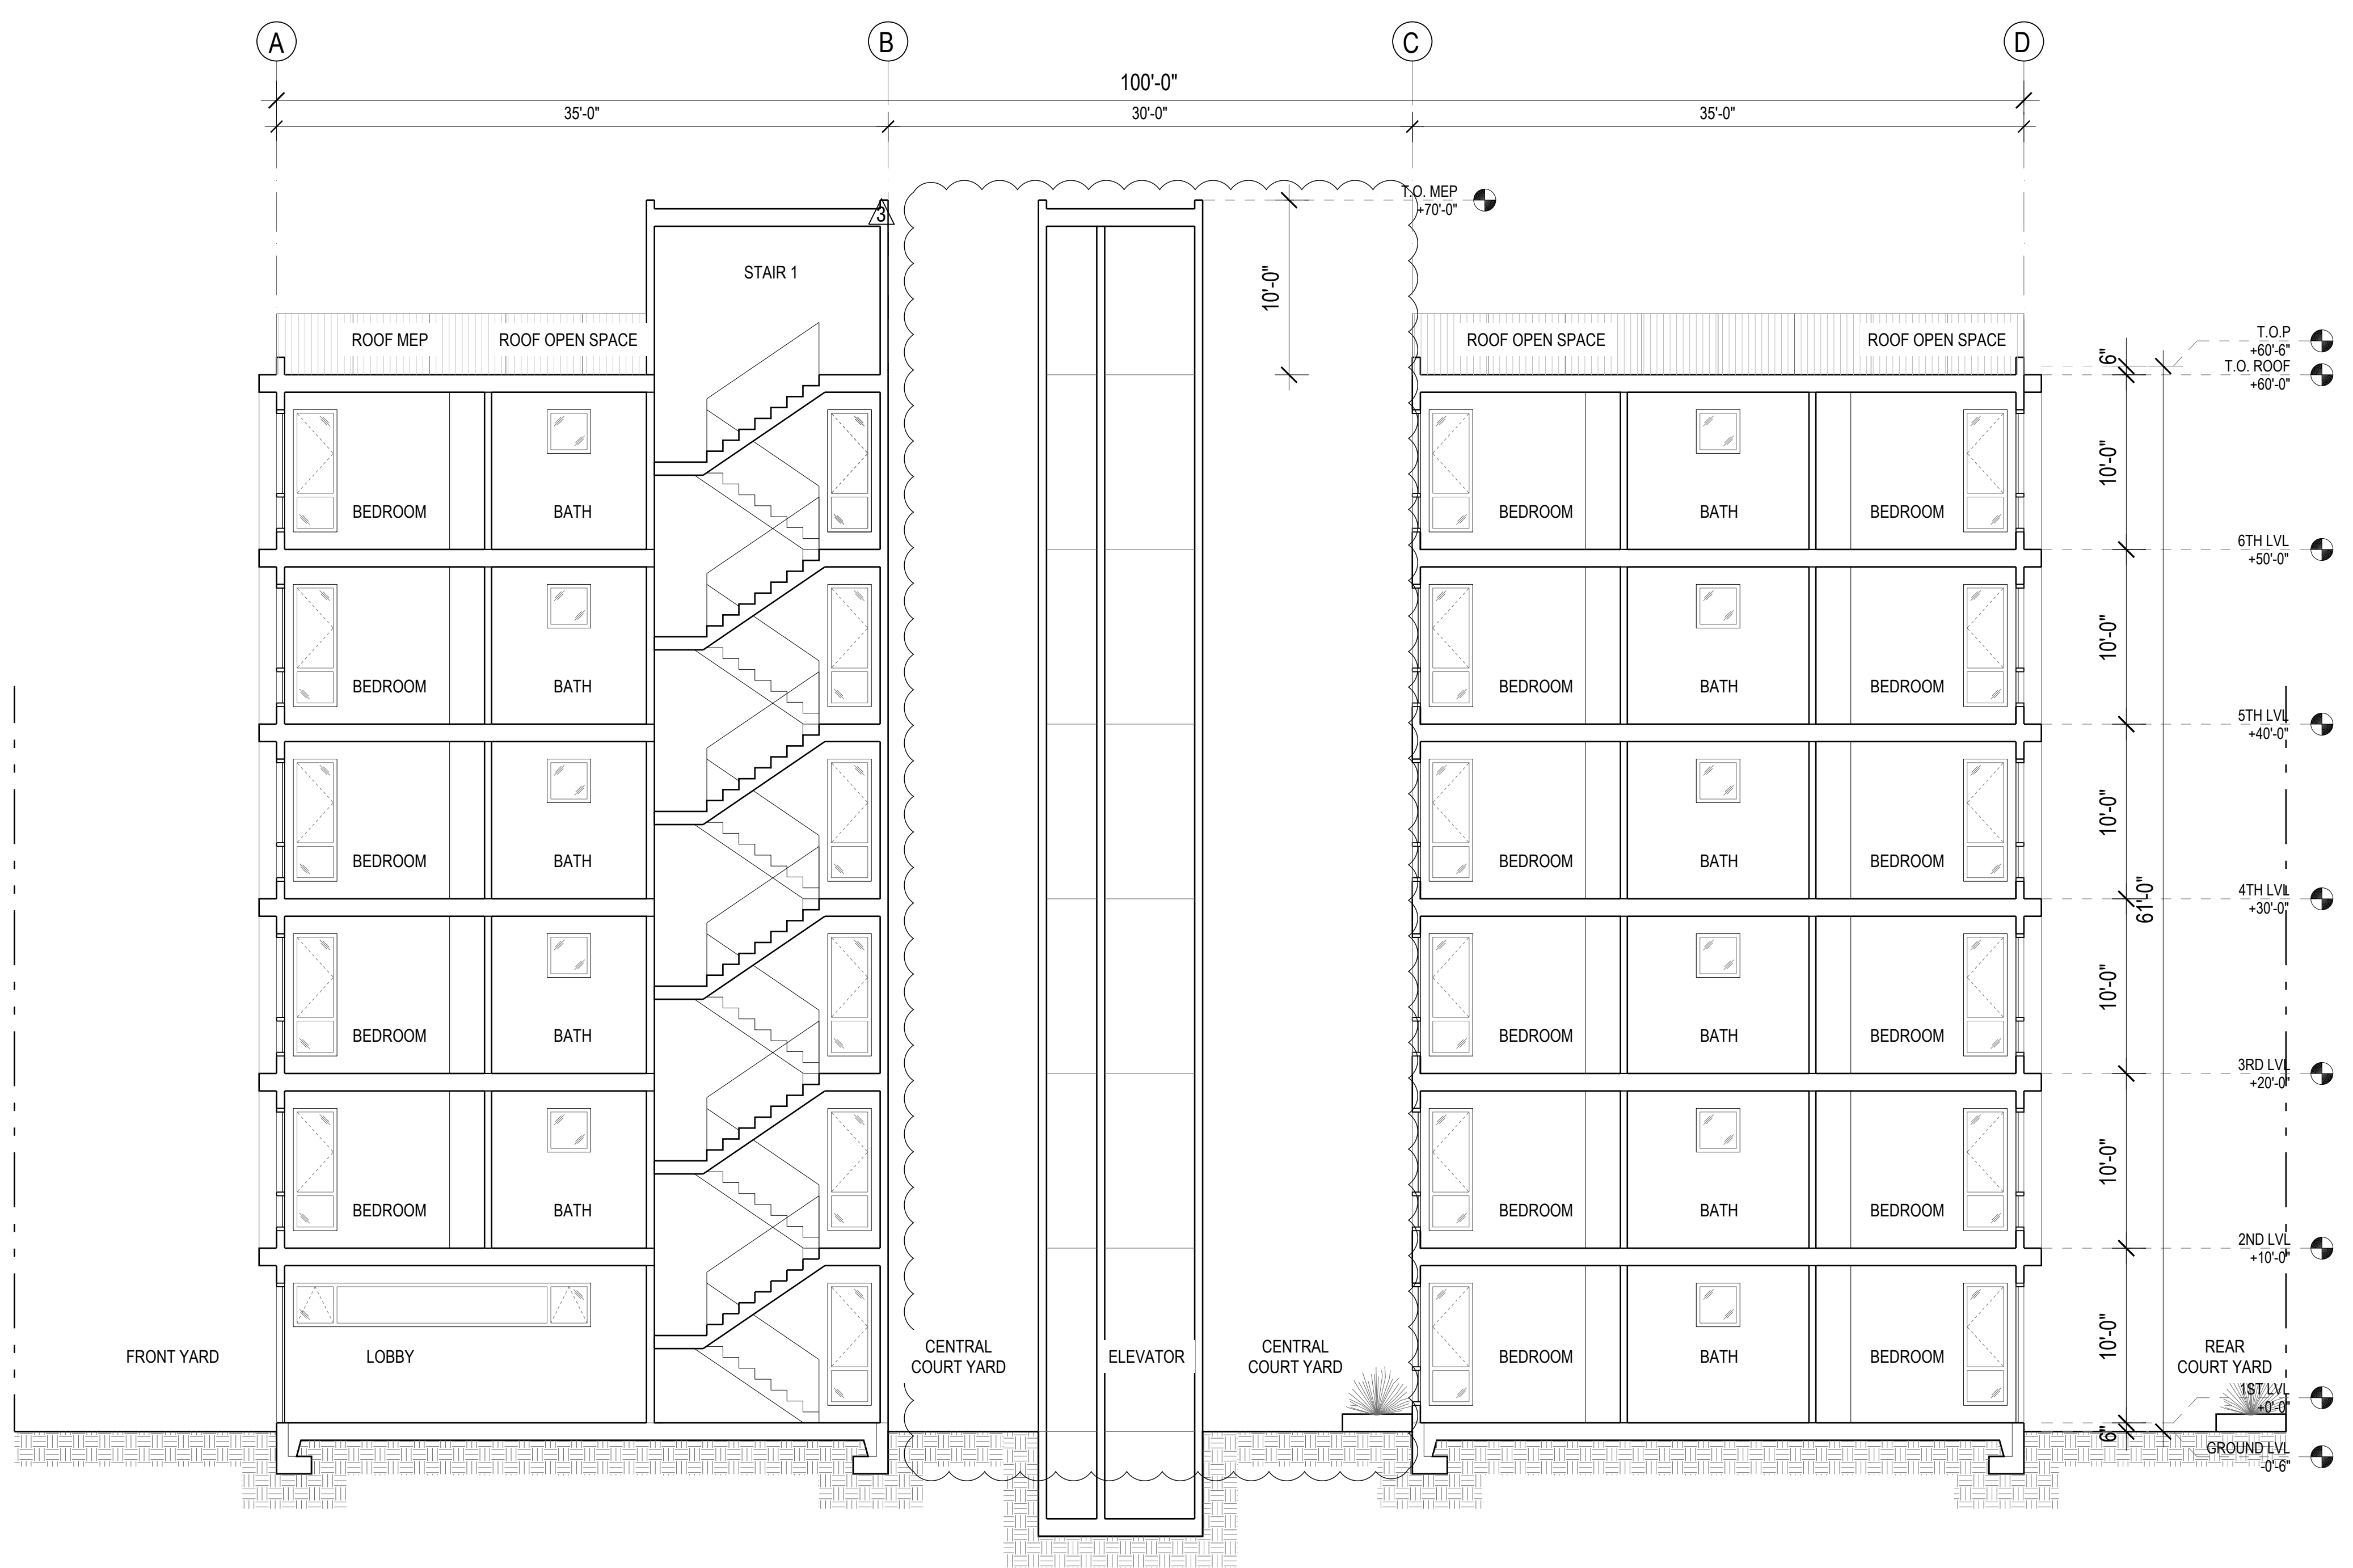 A
B
C
D
100'-0"
35'-0"
30'-0"
35'-0"
T.O. MEP
+70'-0"
3
STAIR 1
10'-0"
ROOF MEP
ROOF OPEN SPACE
ROOF OPEN SPACE
ROOF OPEN SPACE
T.O.P
+60'-6"
6"
T.O. ROOF
+60'-0"
10'-0"
BEDROOM
BATH
BEDROOM
BATH
BEDROOM
6TH LVL
+50'-0"
10'-0"
BEDROOM
BATH
BEDROOM
BATH
BEDROOM
5TH LVL
+40'-0"
10'-0"
BEDROOM
BATH
BEDROOM
BATH
BEDROOM
4TH LVL
+30'-0"
61'-0"
10'-0"
BEDROOM
BATH
BEDROOM
BATH
BEDROOM
3RD LVL
+20'-0"
10'-0"
BEDROOM
BATH
BEDROOM
BATH
BEDROOM
2ND LVL
+10'-0"
10'-0"
FRONT YARD
LOBBY
CENTRAL
COURT YARD
ELEVATOR
CENTRAL
COURT YARD
BEDROOM
BATH
BEDROOM
REAR
COURT YARD
1ST LVL
+0'-0"
6"
GROUND LVL
-0'-6"